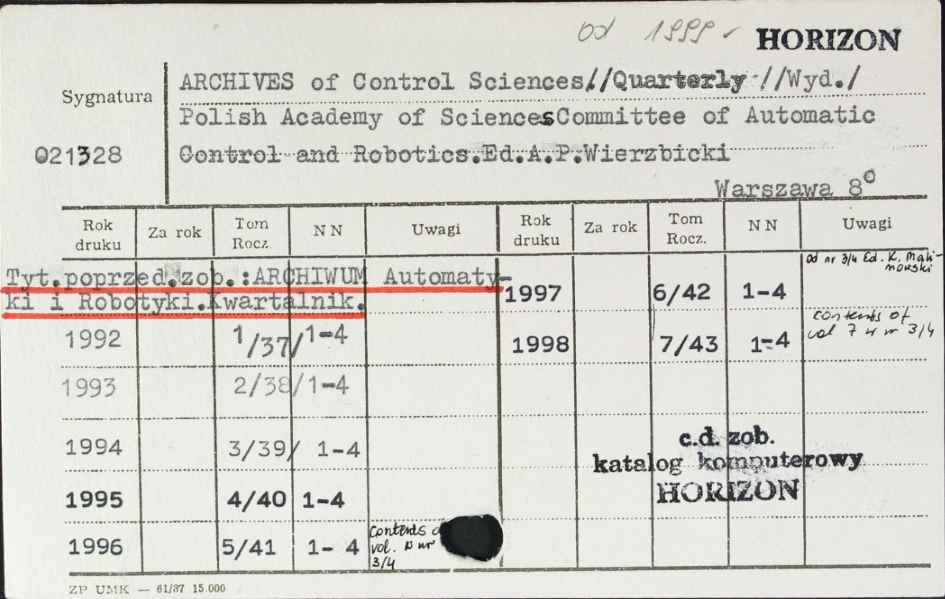 od 1999 - HORIZON
Sygnatura
021328
ARCHIVES of Control Sciences//Quarterly //Wyd./
Polish Academy of SciencesCommittee of Automatic
Control and Robotics.Ed.A.P.Wierzbicki
Warszawa 8°
Rok druku Za rok Tom Rocz. NN Uwagi Rok druku Za rok Tom Rocz. NN Uwagi
Tyt.poprzed.zob.:ARCHIWUM Automaty-
ki i Robotyki.Kwartalnik.
1992 1/37/ 1-4
1993 2/38/ 1-4
1994 3/39/ 1-4
1995 4/40 1-4
1996 5/41 1-4 Contents
vol. nr
3/4
1997 6/42 1-4 Od nr 3/4 Ed. K. Mali-
nowski
1998 7/43 1-4 contents of
vol 7 w nr 3/4
c.d. zob.
katalog komputerowy
HORIZON
ZP UMK — 61/87 15.000